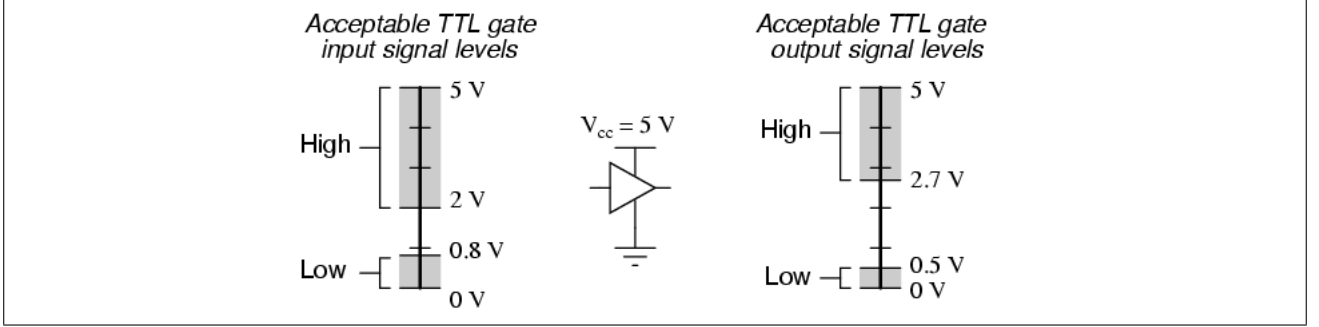 Acceptable TTL gate
input signal levels
High
5 V
2 V
Low
0.8 V
0 V
Vcc = 5 V
Acceptable TTL gate
output signal levels
High
5 V
2.7 V
Low
0.5 V
0 V